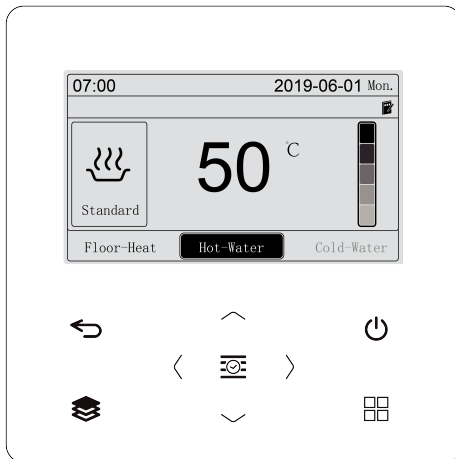 07:00 2019-06-01 Mon.
50 °C
Standard
Floor-Heat Hot-Water Cold-Water